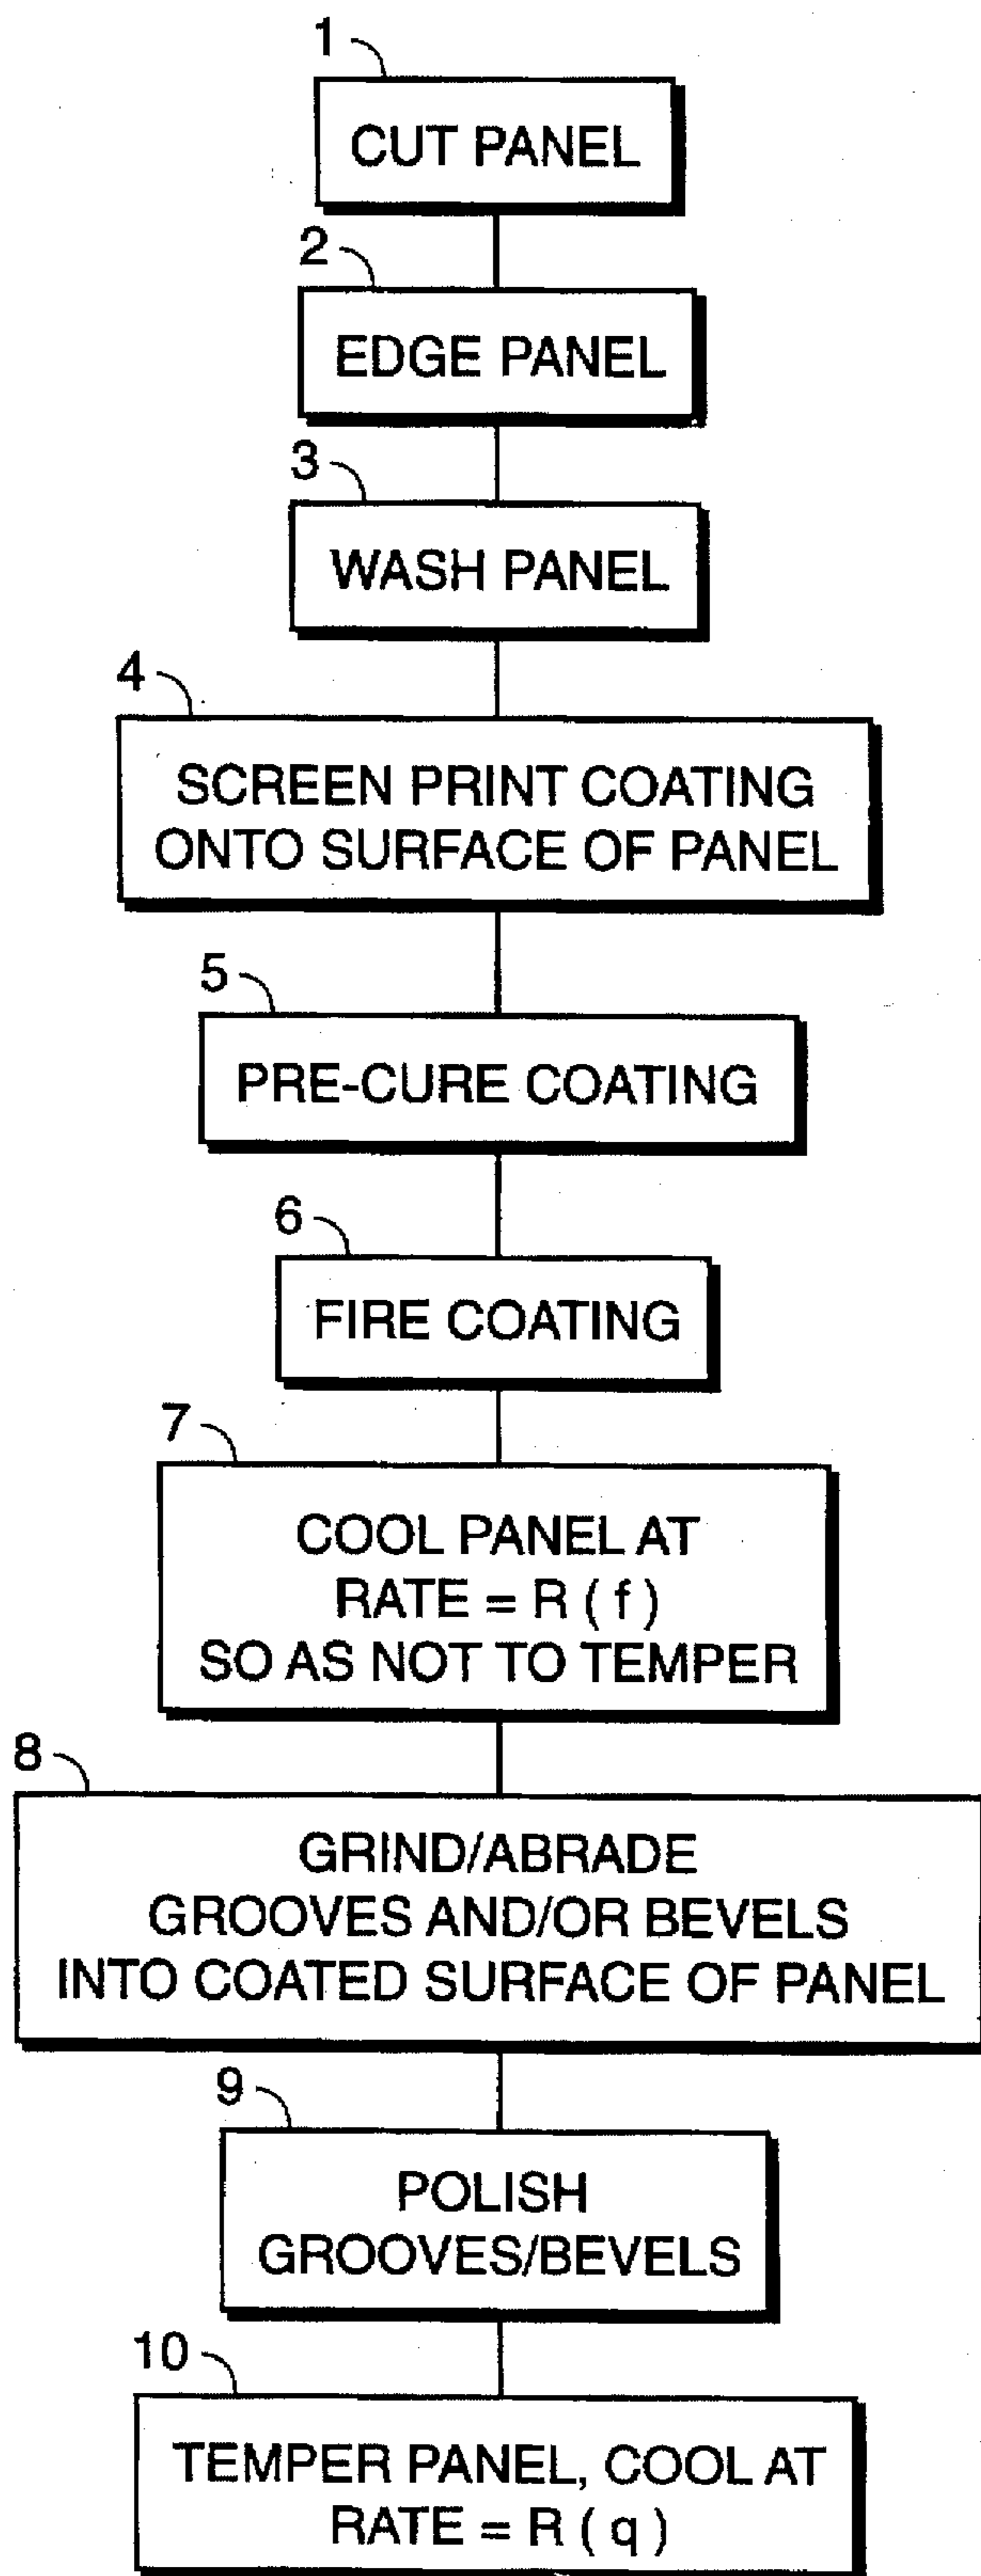 1
CUT PANEL
2
EDGE PANEL
3
WASH PANEL
4
SCREEN PRINT COATING
ONTO SURFACE OF PANEL
5
PRE-CURE COATING
6
FIRE COATING
7
COOL PANEL AT
RATE = R ( f )
SO AS NOT TO TEMPER
8
GRIND/ABRADE
GROOVES AND/OR BEVELS
INTO COATED SURFACE OF PANEL
9
POLISH
GROOVES/BEVELS
10
TEMPER PANEL, COOL AT
RATE = R ( q )